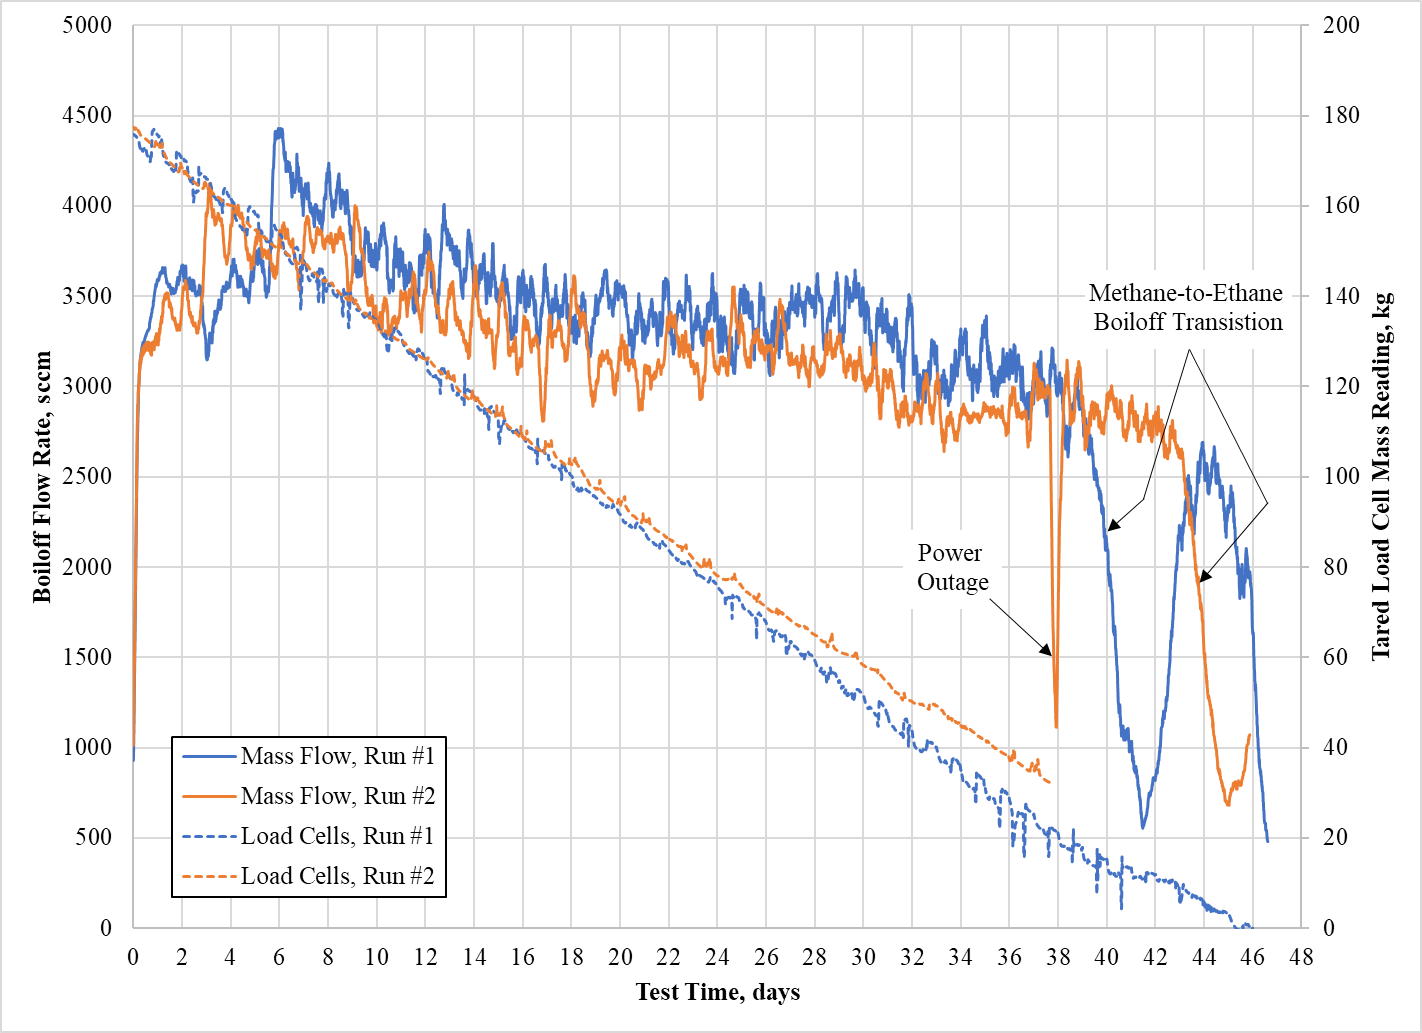 5000
4500
4000
3500
3000
2500
2000
1500
1000
500
0
Boiloff Flow Rate, sccm
200
180
160
140
120
100
80
60
40
20
0
Tared Load Cell Mass Reading, kg
Methane-to-Ethane
Boiloff Transistion
Power
Outage
Mass Flow, Run #1
Mass Flow, Run #2
Load Cells, Run #1
Load Cells, Run #2
0 2 4 6 8 10 12 14 16 18 20 22 24 26 28 30 32 34 36 38 40 42 44 46 48
Test Time, days